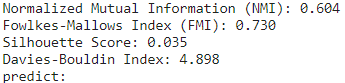 Normalized Mutual Information (NMI): 0.604
Fowlkes-Mallows Index (FMI): 0.730
Silhouette Score: 0.035
Davies-Bouldin Index: 4.898
predict: